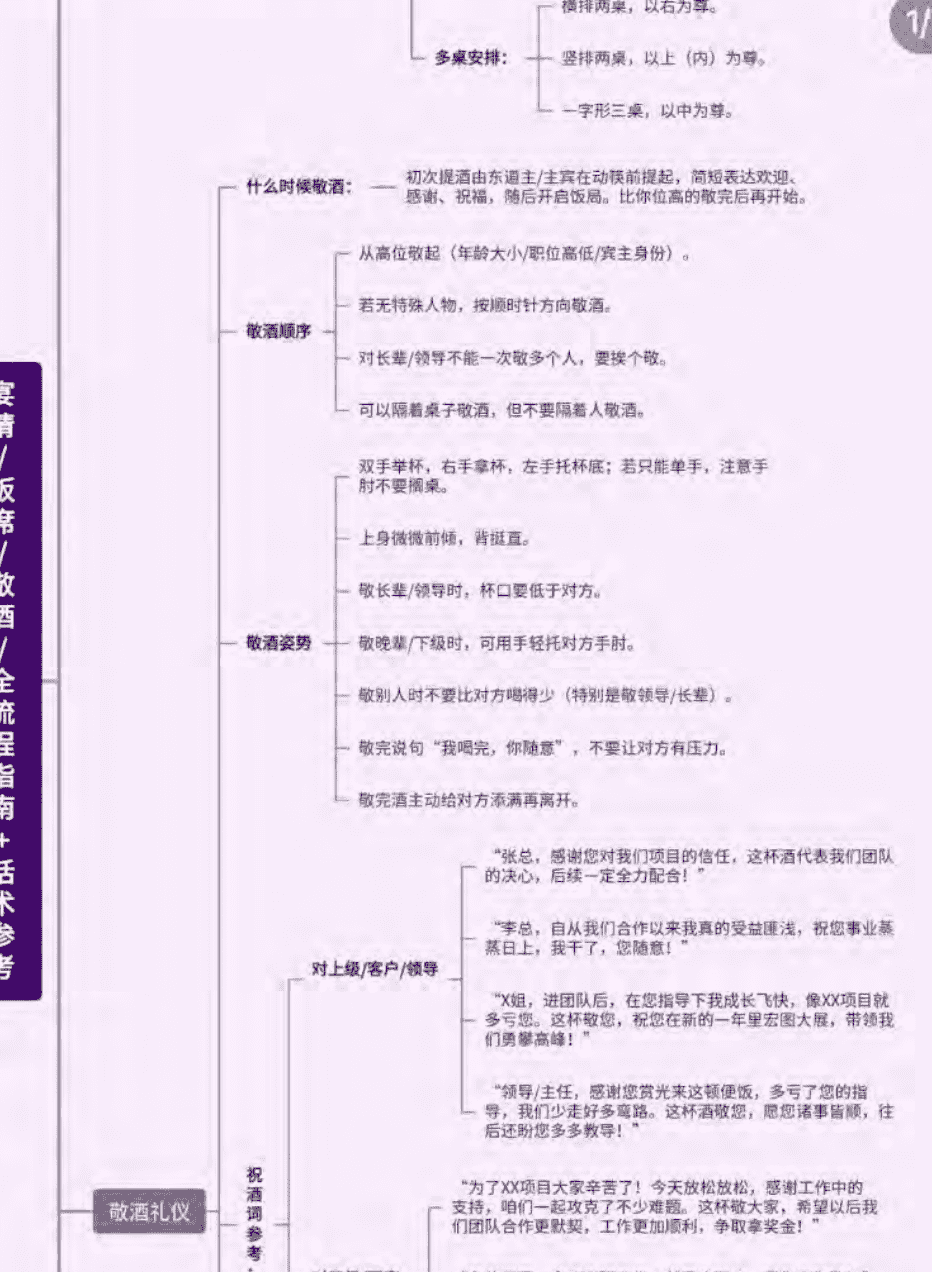 横排两桌，以右为尊。
1/
多桌安排：
竖排两桌，以上（内）为尊。
一字形三桌，以中为尊。
什么时候敬酒：
初次提酒由东道主/主宾在动筷前提起，简短表达欢迎、
感谢、祝福，随后开启饭局。比你位高的敬完后再开始。
敬酒顺序
从高位敬起（年龄大小/职位高低/宾主身份）。
若无特殊人物，按顺时针方向敬酒。
对长辈/领导不能一次敬多个人，要挨个敬。
可以隔着桌子敬酒，但不要隔着人敬酒。
敬酒姿势
双手举杯，右手拿杯，左手托杯底；若只能单手，注意手
肘不要搁桌。
上身微微前倾，背挺直。
敬长辈/领导时，杯口要低于对方。
敬晚辈/下级时，可用手轻托对方手肘。
敬别人时不要比对方喝得少（特别是敬领导/长辈）。
敬完说句“我喝完，你随意”，不要让对方有压力。
敬完酒主动给对方添满再离开。
宴请/饭席/敬酒/全流程指南+话术参考
敬酒礼仪
祝酒词参考：
对上级/客户/领导
“张总，感谢您对我们项目的信任，这杯酒代表我们团队
的决心，后续一定全力配合！”
“李总，自从我们合作以来我真的受益匪浅，祝您事业蒸
蒸日上，我干了，您随意！”
“X姐，进团队后，在您指导下我成长飞快，像XX项目就
多亏您。这杯敬您，祝您在新的一年里宏图大展，带领我
们勇攀高峰！”
“领导/主任，感谢您赏光来这顿便饭，多亏了您的指
导，我们少走好多弯路。这杯酒敬您，愿您诸事皆顺，往
后还盼您多多教导！”
“为了XX项目大家辛苦了！今天放松放松，感谢工作中的
支持，咱们一起攻克了不少难题。这杯敬大家，希望以后我
们团队合作更默契，工作更加顺利，争取拿奖金！”